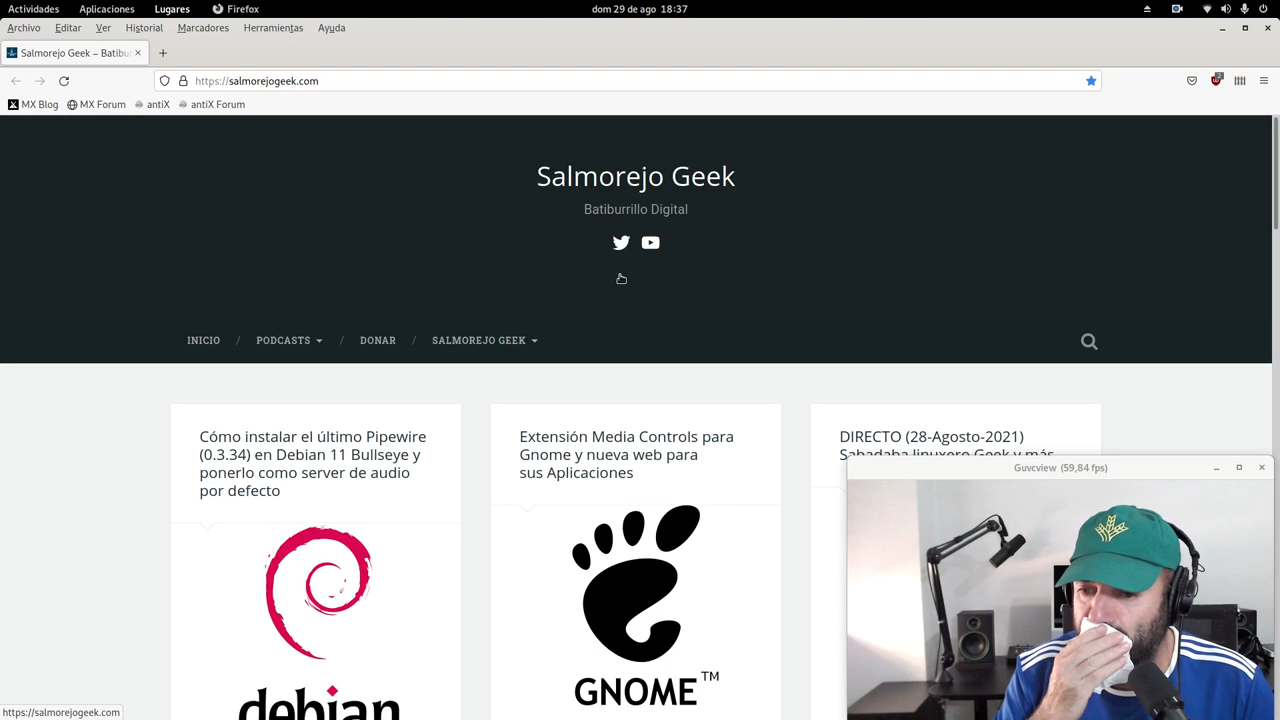 Actividades Aplicaciones Lugares Firefox dom 29 de ago 18:37
Archivo Editar Ver Historial Marcadores Herramientas Ayuda
Salmorejo Geek – Batibu
https://salmorejogeek.com
MX Blog MX Forum antiX antiX Forum
Salmorejo Geek
Batiburrillo Digital
INICIO / PODCASTS / DONAR / SALMOREJO GEEK
Cómo instalar el último Pipewire
(0.3.34) en Debian 11 Bullseye y
ponerlo como server de audio
por defecto
debian
Extensión Media Controls para
Gnome y nueva web para
sus Aplicaciones
GNOME™
DIRECTO (28-Agosto-2021)
Sabadaba linuxero Geek y más
Guvcview (59,84 fps)
https://salmorejogeek.com